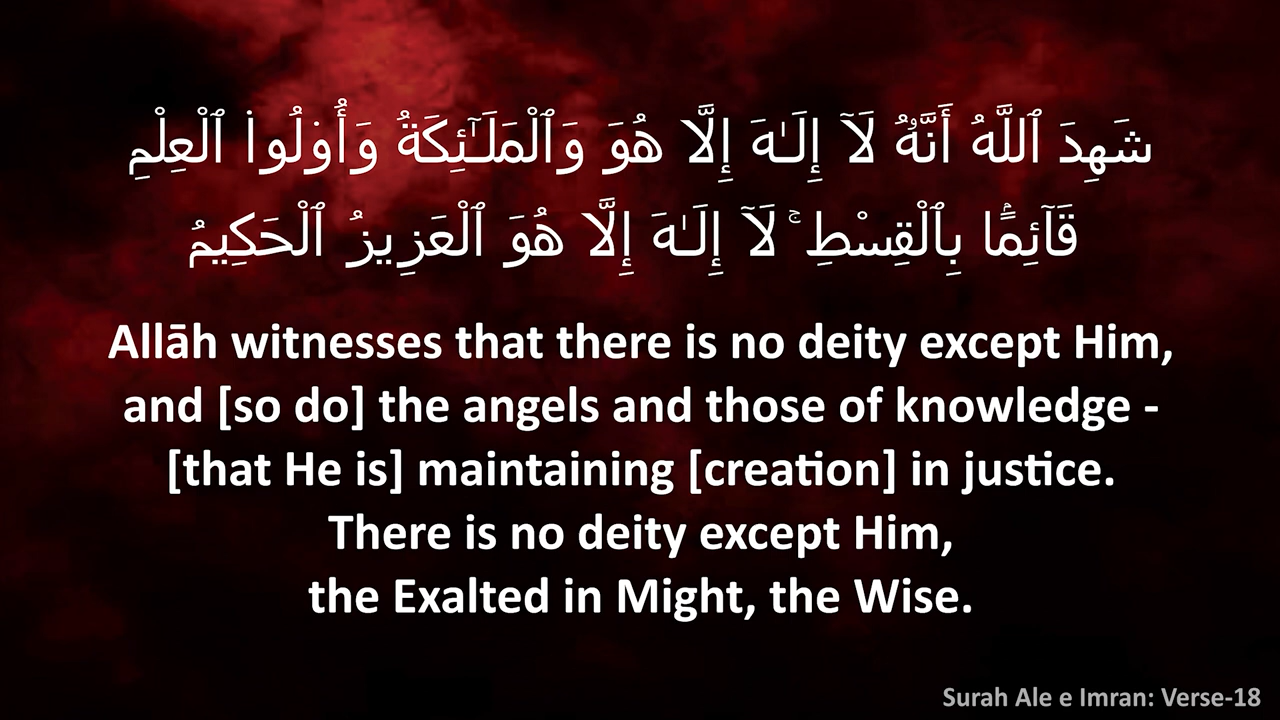 شَهِدَ ٱللَّهُ أَنَّهُۥ لَآ إِلَـٰهَ إِلَّا هُوَ وَٱلْمَلَـٰٓئِكَةُ وَأُو۟لُوا۟ ٱلْعِلْمِ
قَآئِمًۢا بِٱلْقِسْطِ ۚ لَآ إِلَـٰهَ إِلَّا هُوَ ٱلْعَزِيزُ ٱلْحَكِيمُ
Allāh witnesses that there is no deity except Him,
and [so do] the angels and those of knowledge -
[that He is] maintaining [creation] in justice.
There is no deity except Him,
the Exalted in Might, the Wise.
Surah Ale e Imran: Verse-18